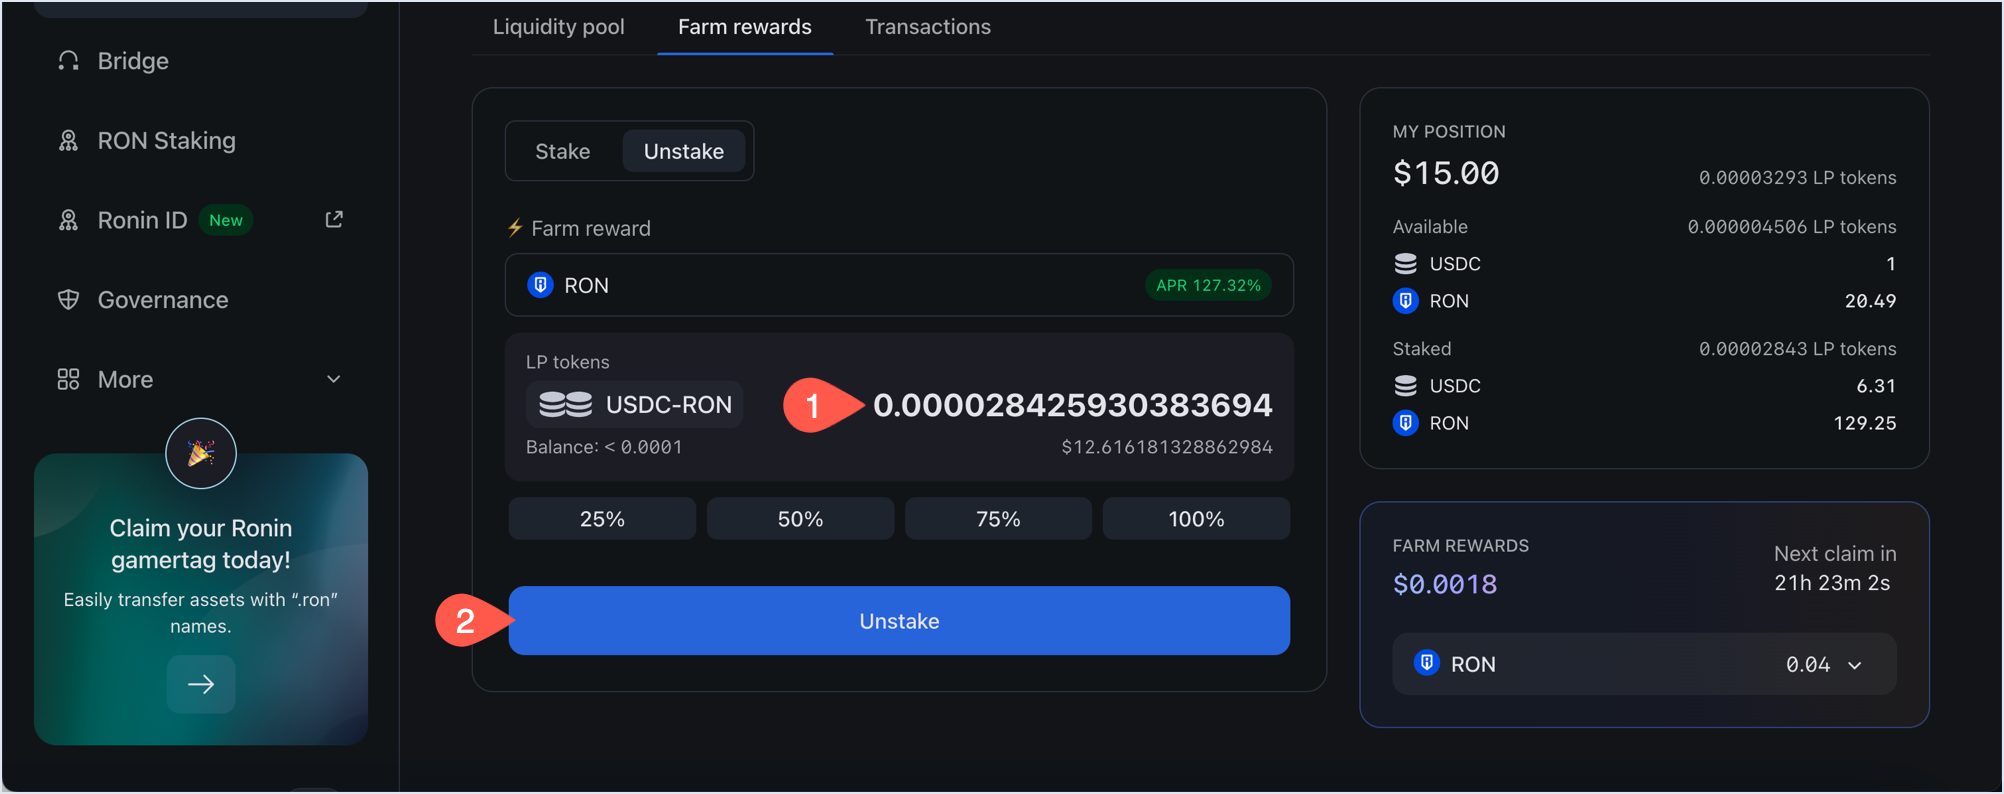 Bridge
RON Staking
Ronin ID New
Governance
More
Claim your Ronin
gamertag today!
Easily transfer assets with “.ron”
names.
Liquidity pool Farm rewards Transactions
Stake Unstake
Farm reward
RON APR 127.32%
LP tokens
USDC-RON 1 0.000028425930383694
Balance: < 0.0001 $12.616181328862984
25% 50% 75% 100%
2 Unstake
MY POSITION
$15.00 0.00003293 LP tokens
Available 0.000004506 LP tokens
USDC 1
RON 20.49
Staked 0.00002843 LP tokens
USDC 6.31
RON 129.25
FARM REWARDS Next claim in
$0.0018 21h 23m 2s
RON 0.04